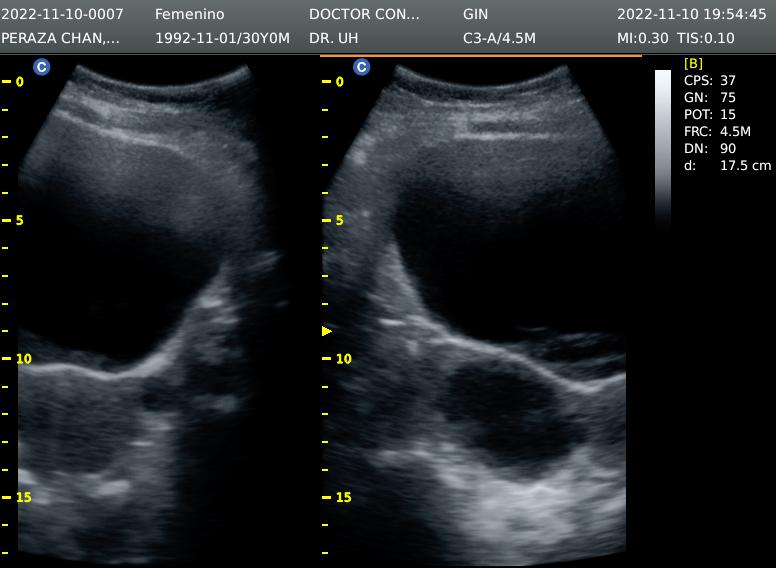 2022-11-10-0007 Femenino DOCTOR CON... GIN 2022-11-10 19:54:45
PERAZA CHAN,... 1992-11-01/30Y0M DR. UH C3-A/4.5M MI:0.30 TIS:0.10
C
C
[B]
CPS: 37
GN: 75
POT: 15
FRC: 4.5M
DN: 90
d: 17.5 cm
0
5
10
15
0
5
10
15